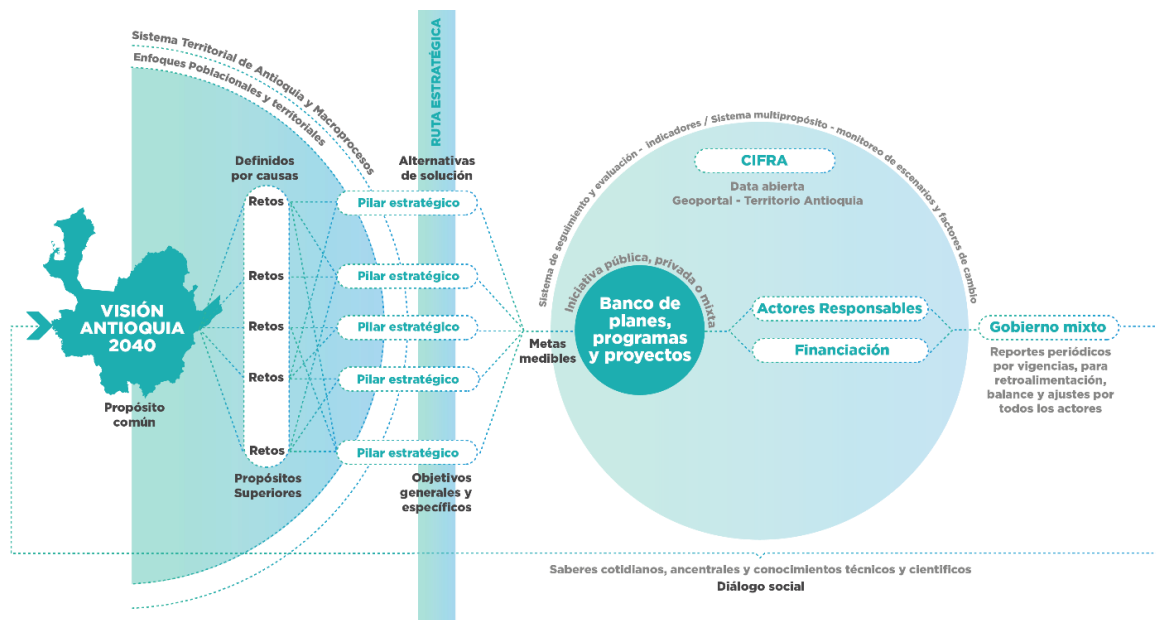 Sistema Territorial de Antioquia y Macroprocesos
Enfoques Poblacionales y territoriales
VISIÓN
ANTIOQUIA
2040
Propósito
común
Definidos
por causas
Retos
Retos
Retos
Retos
Retos
Propósitos
Superiores
RUTA ESTRATÉGICA
Alternativas
de solución
Pilar estratégico
Pilar estratégico
Pilar estratégico
Pilar estratégico
Pilar estratégico
Objetivos
generales y
específicos
Metas
medibles
Sistema de seguimiento y evaluación - indicadores / Sistema multipropósito - monitoreo de escenarios y factores de cambio
CIFRA
Data abierta
Geoportal - Territorio Antioquia
Iniciativa pública, privada o mixta
Banco de
planes,
programas
y proyectos
Actores Responsables
Financiación
Gobierno mixto
Reportes periódicos
por vigencias, para
retroalimentación,
balance y ajustes por
todos los actores
Saberes cotidianos, ancentrales y conocimientos técnicos y científicos
Diálogo social